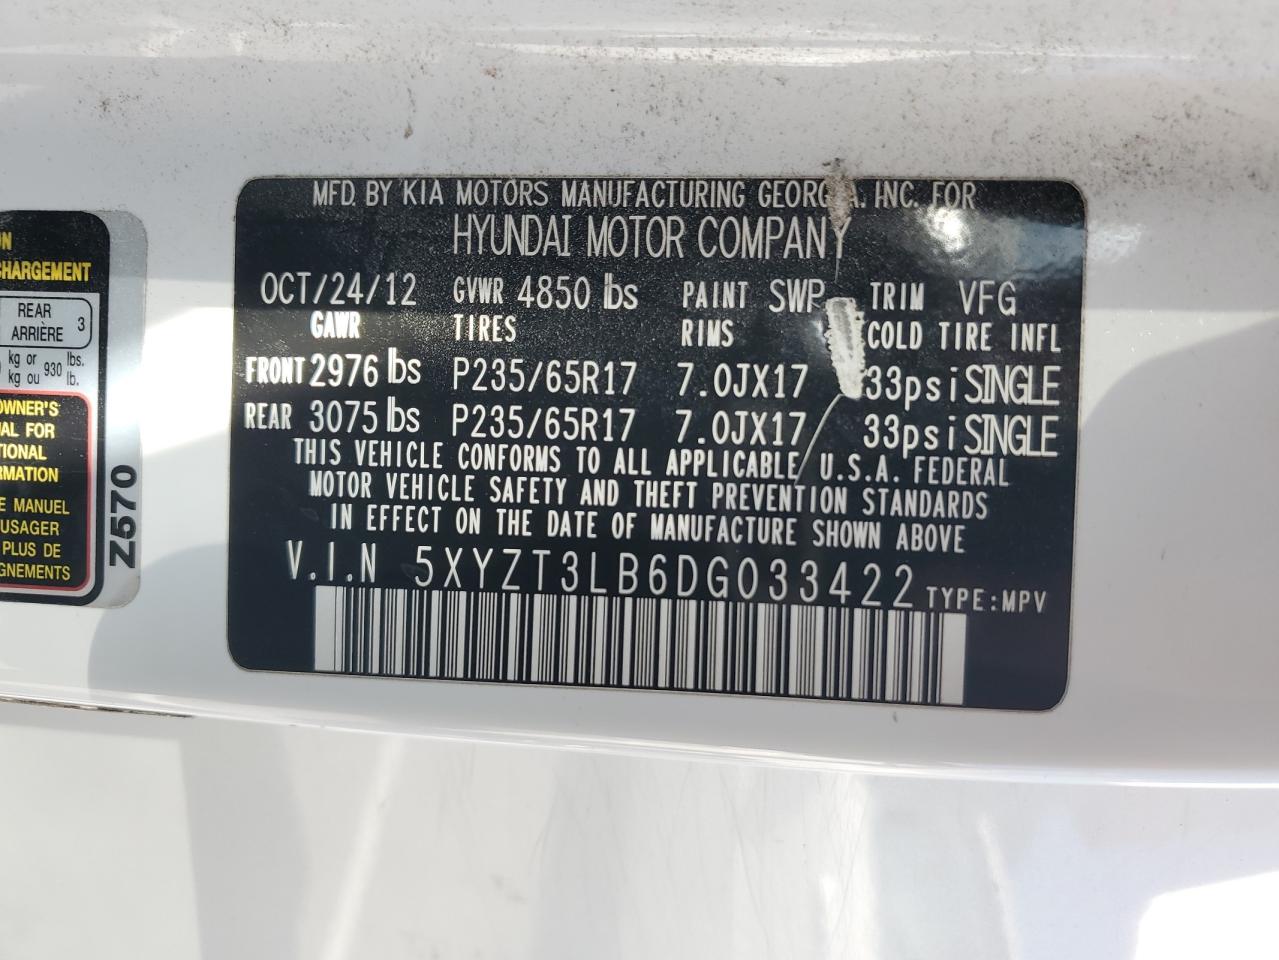 MFD. BY KIA MOTORS MANUFACTURING GEORGIA, INC. FOR
HYUNDAI MOTOR COMPANY
OCT/24/12 GVWR 4850 lbs PAINT SWP TRIM VFG
GAWR TIRES RIMS COLD TIRE INFL
FRONT 2976 lbs P235/65R17 7.0JX17 33psi SINGLE
REAR 3075 lbs P235/65R17 7.0JX17 33psi SINGLE
THIS VEHICLE CONFORMS TO ALL APPLICABLE U.S.A. FEDERAL
MOTOR VEHICLE SAFETY AND THEFT PREVENTION STANDARDS
IN EFFECT ON THE DATE OF MANUFACTURE SHOWN ABOVE
V.I.N 5XYZT3LB6DG033422 TYPE:MPV
ON
CHARGEMENT
REAR
ARRIÈRE 3
kg or 930 lbs.
kg ou lb.
OWNER'S
AL FOR
TIONAL
RMATION
E MANUEL
USAGER
PLUS DE
GNEMENTS
Z570